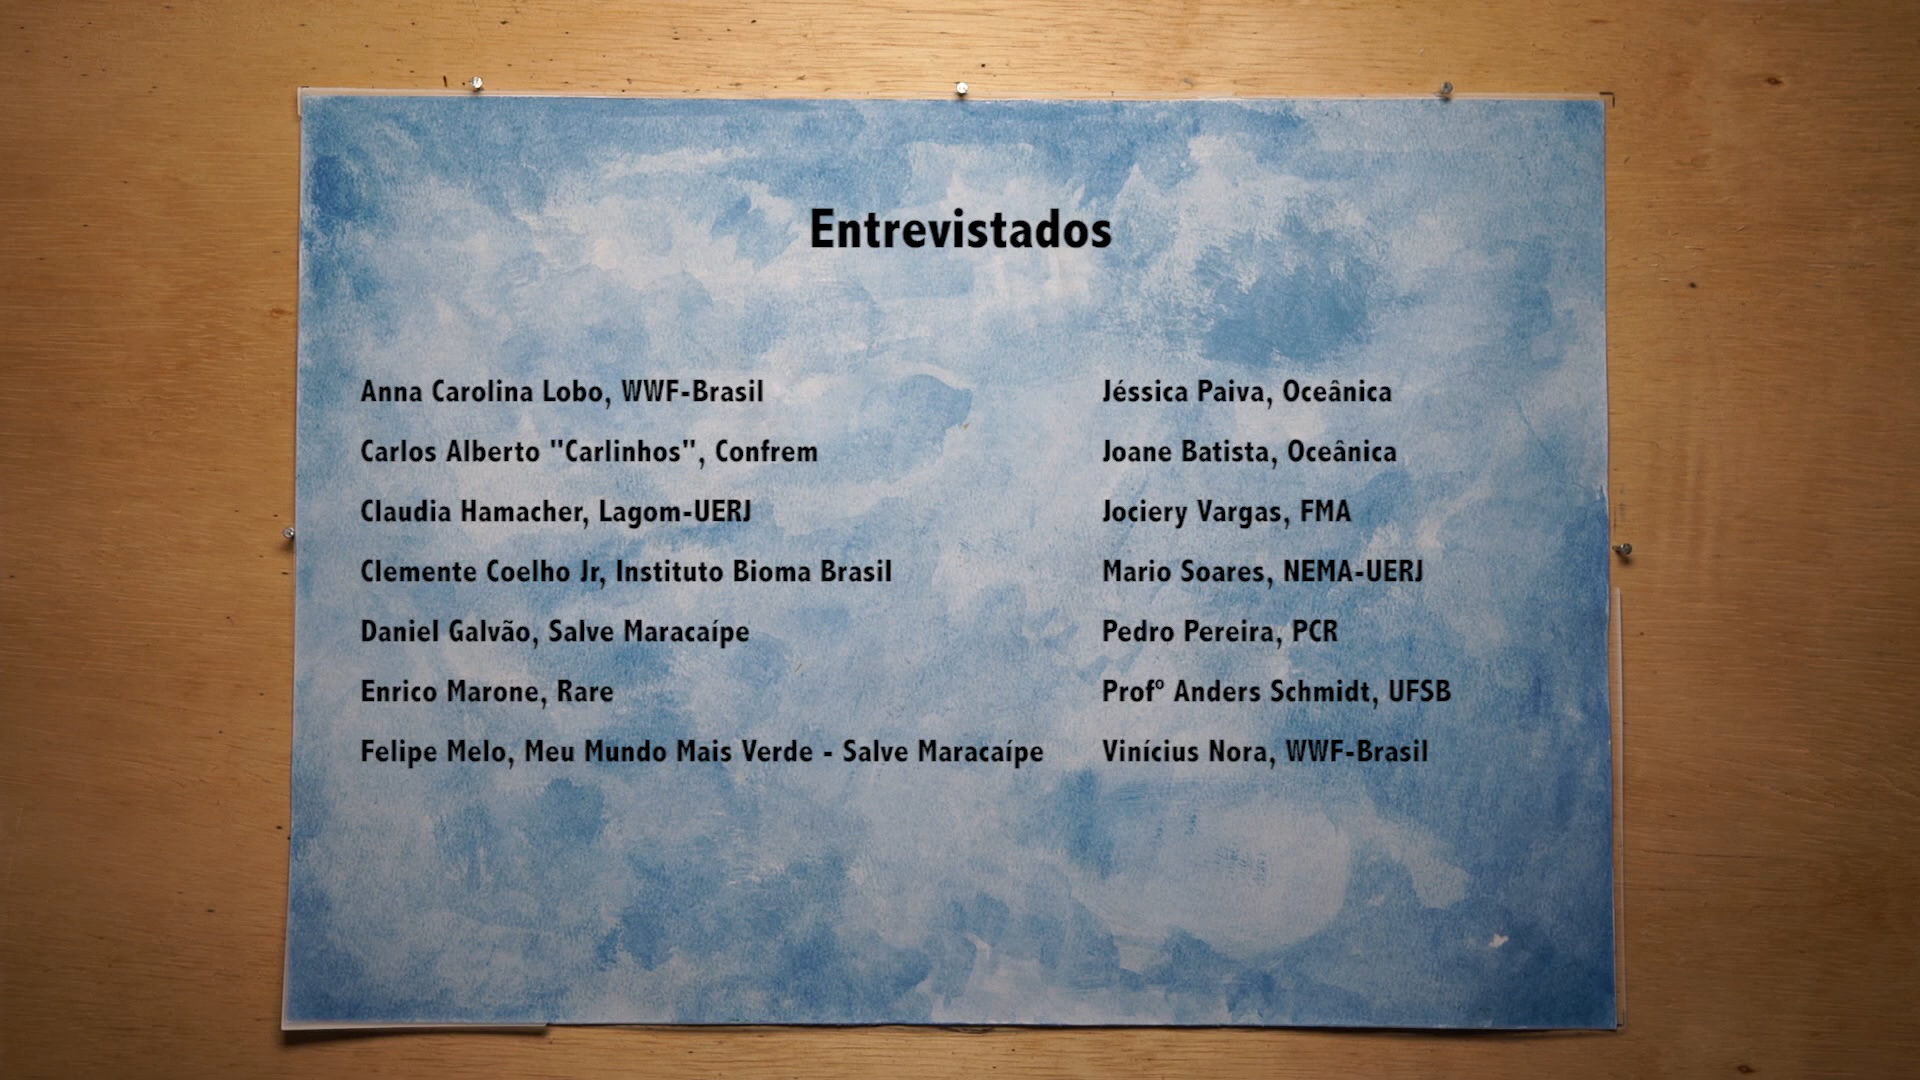 Entrevistados
Anna Carolina Lobo, WWF-Brasil
Carlos Alberto "Carlinhos", Confrem
Claudia Hamacher, Lagom-UERJ
Clemente Coelho Jr, Instituto Bioma Brasil
Daniel Galvão, Salve Maracaípe
Enrico Marone, Rare
Felipe Melo, Meu Mundo Mais Verde - Salve Maracaípe
Jéssica Paiva, Oceânica
Joane Batista, Oceânica
Jociery Vargas, FMA
Mario Soares, NEMA-UERJ
Pedro Pereira, PCR
Profº Anders Schmidt, UFSB
Vinícius Nora, WWF-Brasil